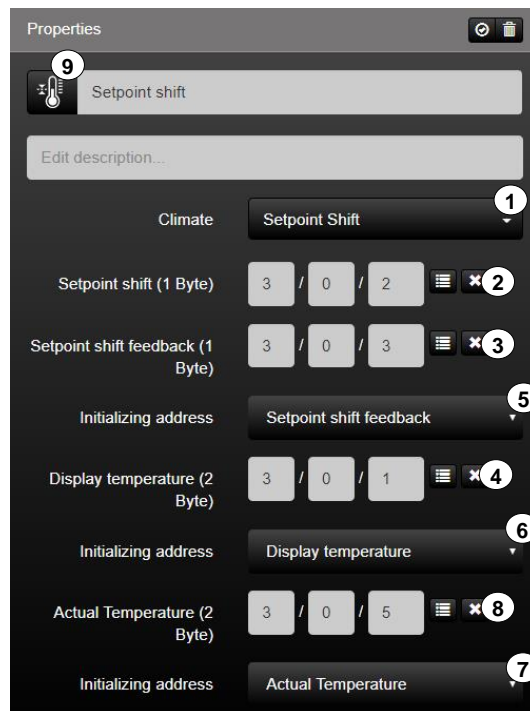 Properties
9
Setpoint shift
Edit description...
1
Climate Setpoint Shift
Setpoint shift (1 Byte) 3 / 0 / 2 2
Setpoint shift feedback (1 3 / 0 / 3 3
Byte)
5
Initializing address Setpoint shift feedback
Display temperature (2 3 / 0 / 1 4
Byte)
6
Initializing address Display temperature
Actual Temperature (2 3 / 0 / 5 8
Byte)
7
Initializing address Actual Temperature